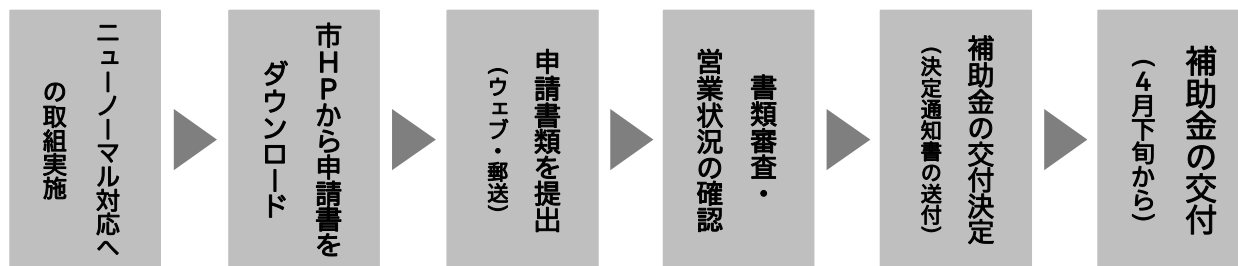 ニューノーマル対応へ
の取組実施
市HPから申請書を
ダウンロード
申請書類を提出
(ウェブ・郵送)
書類審査・
営業状況の確認
補助金の交付決定
(決定通知書の送付)
補助金の交付
(4月下旬から)